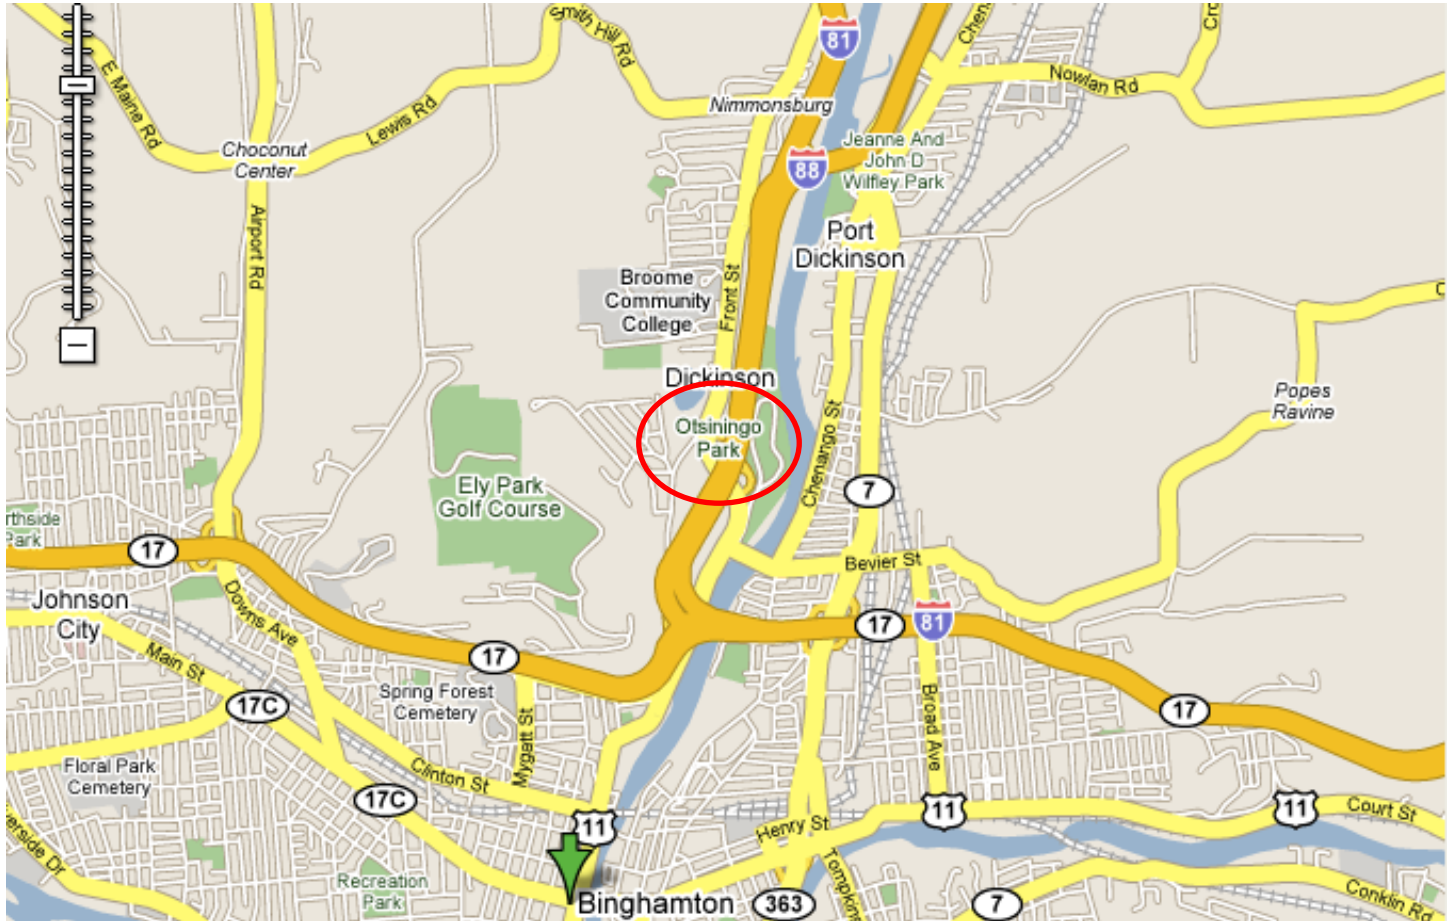 Smith Hill Rd
81
Nowlan Rd
E Maine Rd
Lewis Rd
Nimmonsburg
Choconut
Center
88
Jeanne And
John D
Wilfley Park
Airport Rd
Port
Dickinson
Broome
Community
College
Front St
Dickinson
Otsiningo
Park
Popes
Ravine
Chenango St
Ely Park
Golf Course
7
17
Park
Bevier St
Johnson
City
Downs Ave
17
81
Main St
17
Spring Forest
Cemetery
17C
17
Mygatt St
Broad Ave
Floral Park
Cemetery
Clinton St
17C
11
11
11
Court St
Henry St
Recreation
Park
Binghamton
363
7
Tompkins
Conklin Rd